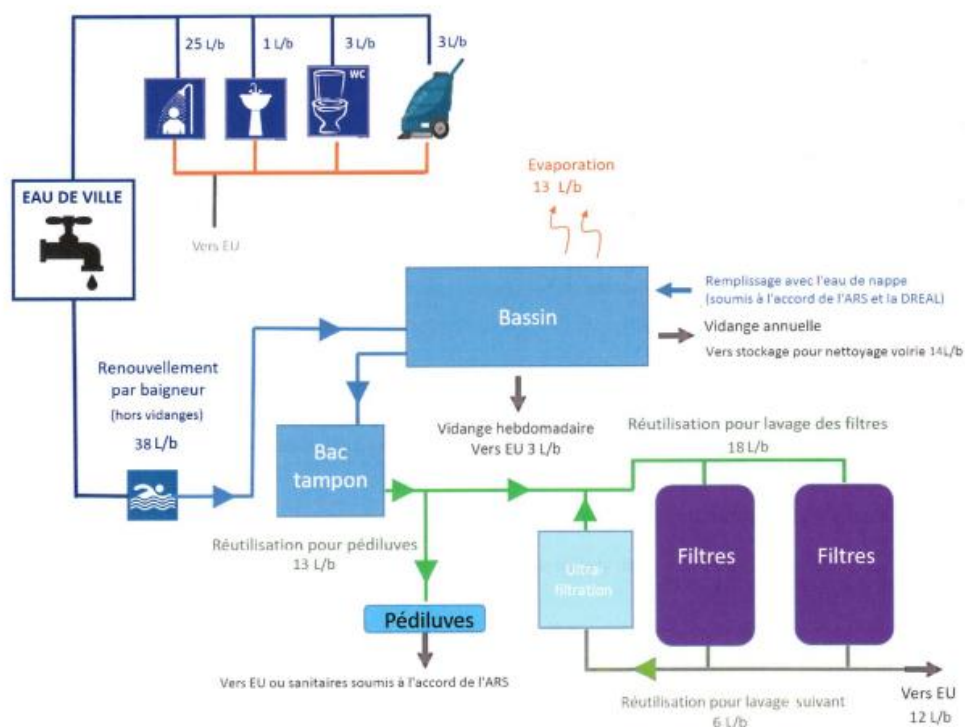 25 L/b
1 L/b
3 L/b
3L/b
WC
EAU DE VILLE
Vers EU
Evaporation
13 L/b
Bassin
Remplissage avec l'eau de nappe
(soumis à l'accord de l'ARS et la DREAL)
Vidange annuelle
Vers stockage pour nettoyage voirie 14L/b
Renouvellement
par baigneur
(hors vidanges)
38 L/b
Vidange hebdomadaire
Vers EU 3 L/b
Réutilisation pour lavage des filtres
18 L/b
Bac
tampon
Réutilisation pour pédiluves
13 L/b
Ultra-
filtration
Filtres
Filtres
Pédiluves
Vers EU ou sanitaires soumis à l'accord de l'ARS
Réutilisation pour lavage suivant
6 L/b
Vers EU
12 L/b